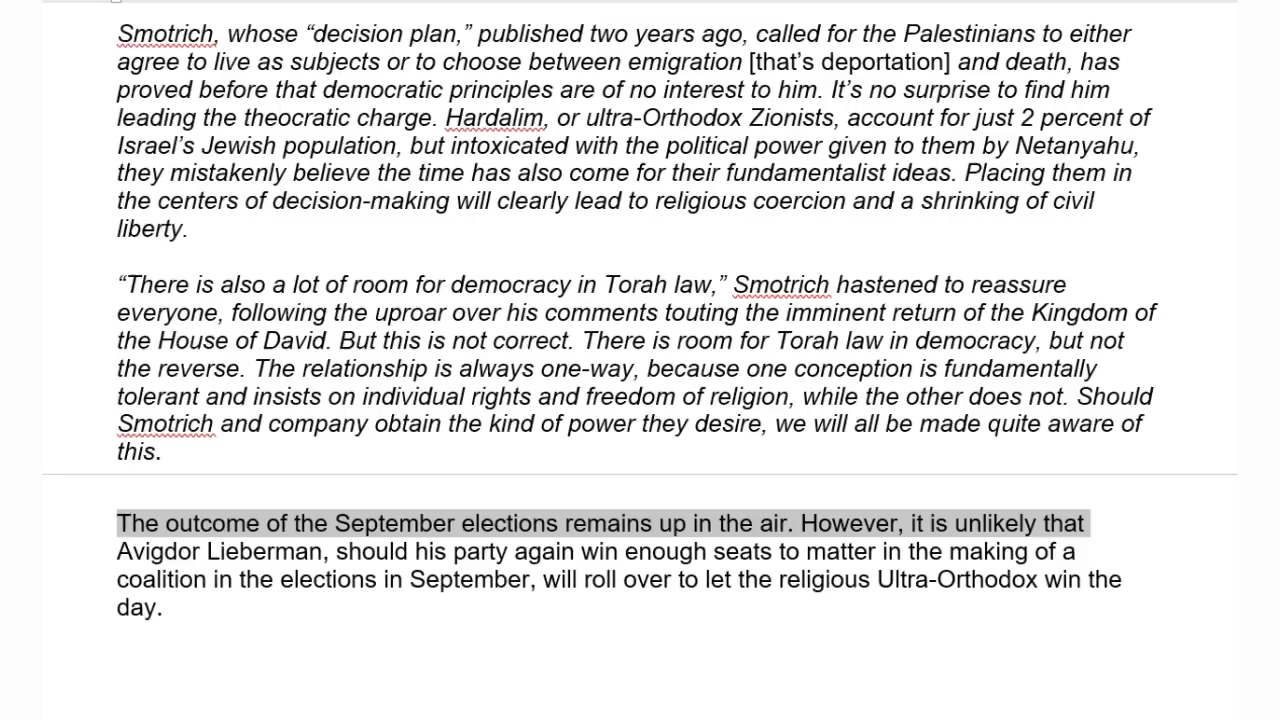 Smotrich, whose “decision plan,” published two years ago, called for the Palestinians to either
agree to live as subjects or to choose between emigration [that’s deportation] and death, has
proved before that democratic principles are of no interest to him. It’s no surprise to find him
leading the theocratic charge. Hardalim, or ultra-Orthodox Zionists, account for just 2 percent of
Israel’s Jewish population, but intoxicated with the political power given to them by Netanyahu,
they mistakenly believe the time has also come for their fundamentalist ideas. Placing them in
the centers of decision-making will clearly lead to religious coercion and a shrinking of civil
liberty.
“There is also a lot of room for democracy in Torah law,” Smotrich hastened to reassure
everyone, following the uproar over his comments touting the imminent return of the Kingdom of
the House of David. But this is not correct. There is room for Torah law in democracy, but not
the reverse. The relationship is always one-way, because one conception is fundamentally
tolerant and insists on individual rights and freedom of religion, while the other does not. Should
Smotrich and company obtain the kind of power they desire, we will all be made quite aware of
this.
The outcome of the September elections remains up in the air. However, it is unlikely that
Avigdor Lieberman, should his party again win enough seats to matter in the making of a
coalition in the elections in September, will roll over to let the religious Ultra-Orthodox win the
day.